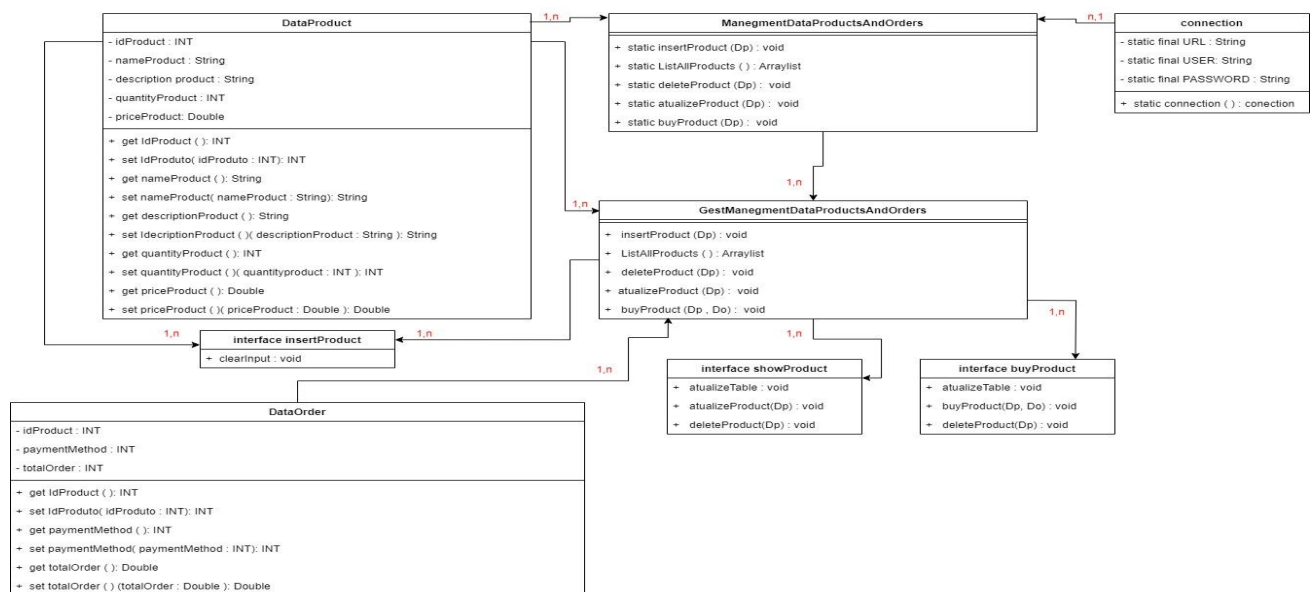 DataProduct
- idProduct : INT
- nameProduct : String
- description product : String
- quantityProduct : INT
- priceProduct: Double
+ get IdProduct ( ): INT
+ set IdProduto( idProduto : INT): INT
+ get nameProduct ( ): String
+ set nameProduct( nameProduct : String): String
+ get descriptionProduct ( ): String
+ set IdecriptionProduct ( )( descriptionProduct : String ): String
+ get quantityProduct ( ): INT
+ set quantityProduct ( )( quantityproduct : INT ): INT
+ get priceProduct ( ): Double
+ set priceProduct ( )( priceProduct : Double ): Double
1,n
ManegmentDataProductsAndOrders
+ static insertProduct (Dp) : void
+ static ListAllProducts ( ) : Arraylist
+ static deleteProduct (Dp) : void
+ static atualizeProduct (Dp) : void
+ static buyProduct (Dp) : void
n,1
connection
- static final URL : String
- static final USER: String
- static final PASSWORD : String
+ static connection ( ) : conection
1,n
1,n
GestManegmentDataProductsAndOrders
+ insertProduct (Dp) : void
+ ListAllProducts ( ) : Arraylist
+ deleteProduct (Dp) : void
+ atualizeProduct (Dp) : void
+ buyProduct (Dp , Do) : void
1,n
1,n
1,n
1,n
interface insertProduct
+ clearInput : void
1,n
interface showProduct
+ atualizeTable : void
+ atualizeProduct(Dp) : void
+ deleteProduct(Dp) : void
interface buyProduct
+ atualizeTable : void
+ buyProduct(Dp, Do) : void
+ deleteProduct(Dp) : void
DataOrder
- idProduct : INT
- paymentMethod : INT
- totalOrder : INT
+ get IdProduct ( ): INT
+ set IdProduto( idProduto : INT): INT
+ get paymentMethod ( ): INT
+ set paymentMethod( paymentMethod : INT): INT
+ get totalOrder ( ): Double
+ set totalOrder ( ) (totalOrder : Double ): Double